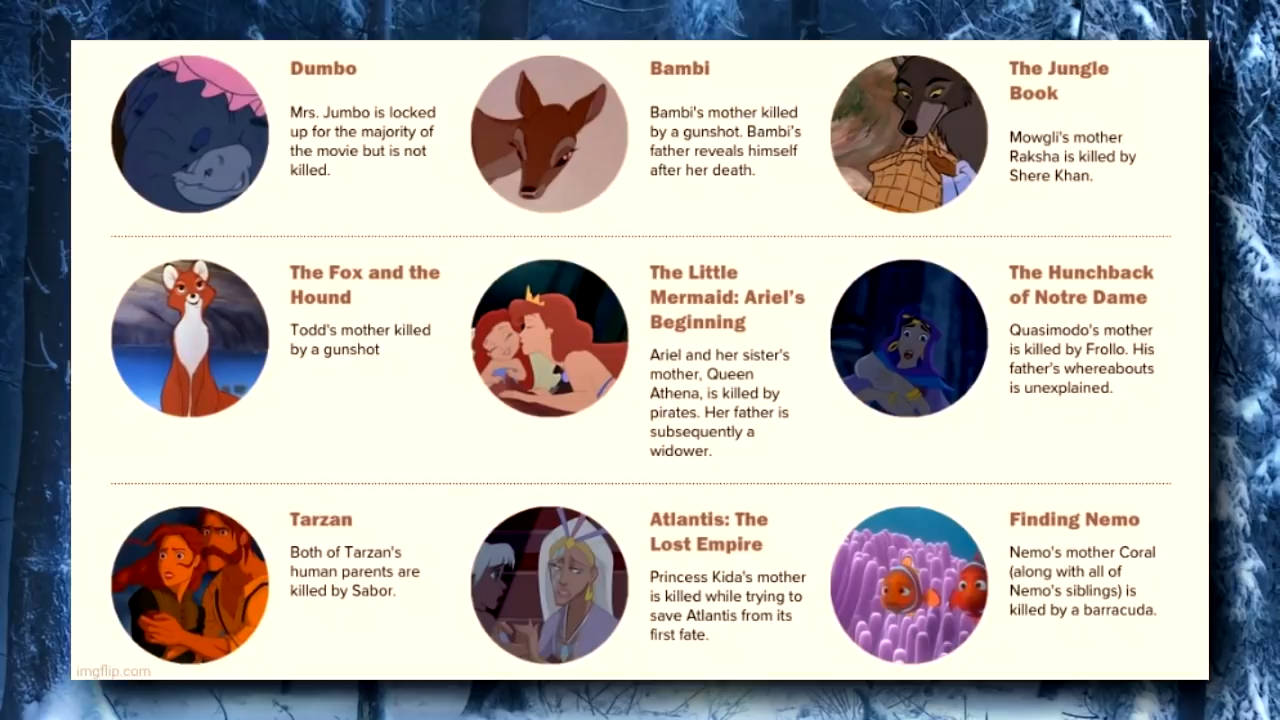 Dumbo
Mrs. Jumbo is locked
up for the majority of
the movie but is not
killed.
Bambi
Bambi's mother killed
by a gunshot. Bambi's
father reveals himself
after her death.
The Jungle
Book
Mowgli's mother
Raksha is killed by
Shere Khan.
The Fox and the
Hound
Todd's mother killed
by a gunshot
The Little
Mermaid: Ariel's
Beginning
Ariel and her sister's
mother, Queen
Athena, is killed by
pirates. Her father is
subsequently a
widower.
The Hunchback
of Notre Dame
Quasimodo's mother
is killed by Frollo. His
father's whereabouts
is unexplained.
Tarzan
Both of Tarzan's
human parents are
killed by Sabor.
Atlantis: The
Lost Empire
Princess Kida's mother
is killed while trying to
save Atlantis from its
first fate.
Finding Nemo
Nemo's mother Coral
(along with all of
Nemo's siblings) is
killed by a barracuda.
imgflip.com